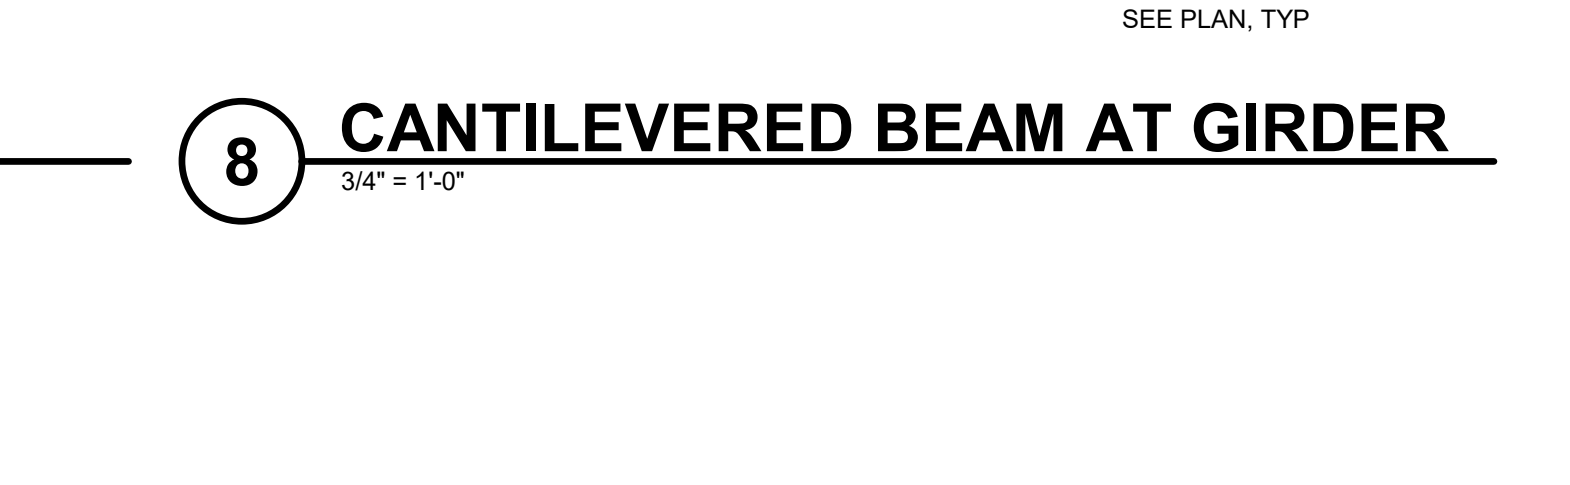 SEE PLAN, TYP
8
CANTILEVERED BEAM AT GIRDER
3/4" = 1'-0"